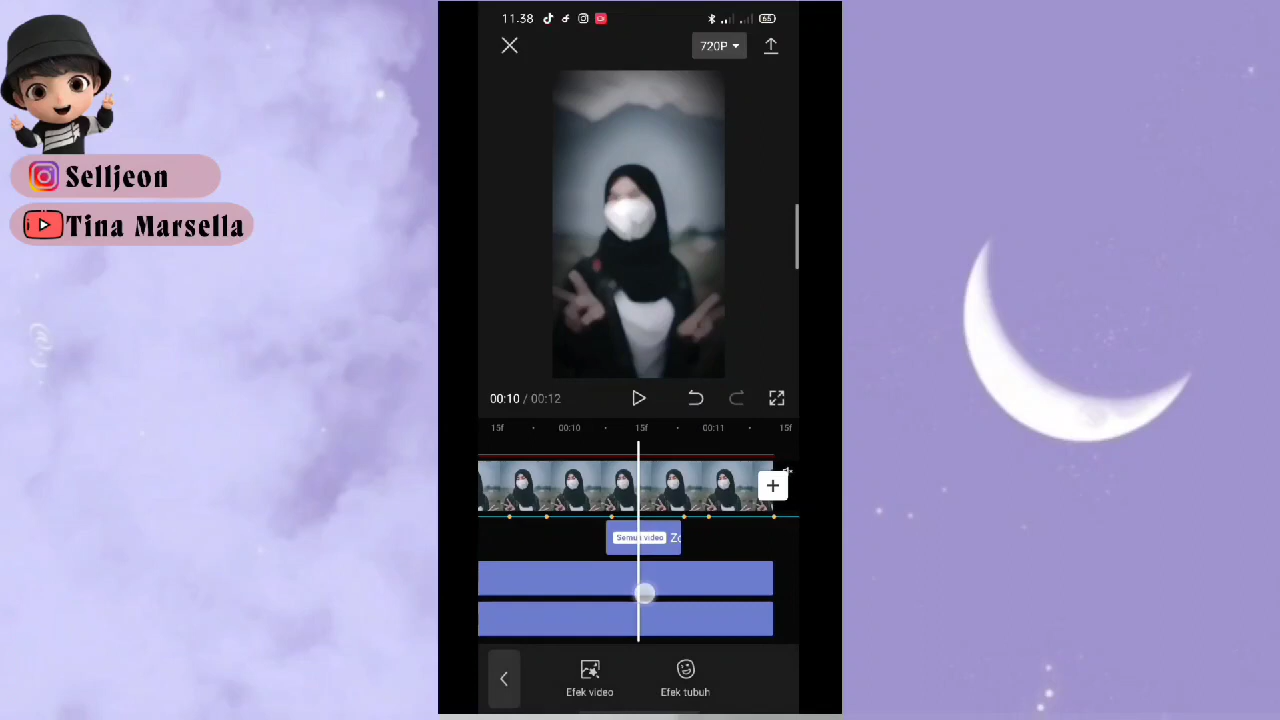 11.38
65
720P
Selljeon
Tina Marsella
00:10 / 00:12
15f
00:10
15f
00:11
15f
video
Efek video
Efek tubuh